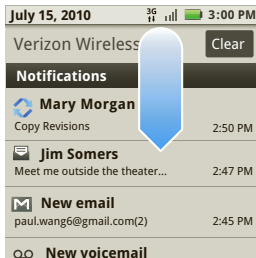 July 15, 2010 3G 3:00 PM
Verizon Wireless Clear
Notifications
Mary Morgan
Copy Revisions 2:50 PM
Jim Somers
Meet me outside the theater... 2:47 PM
New email
paul.wang6@gmail.com(2) 2:45 PM
New voicemail